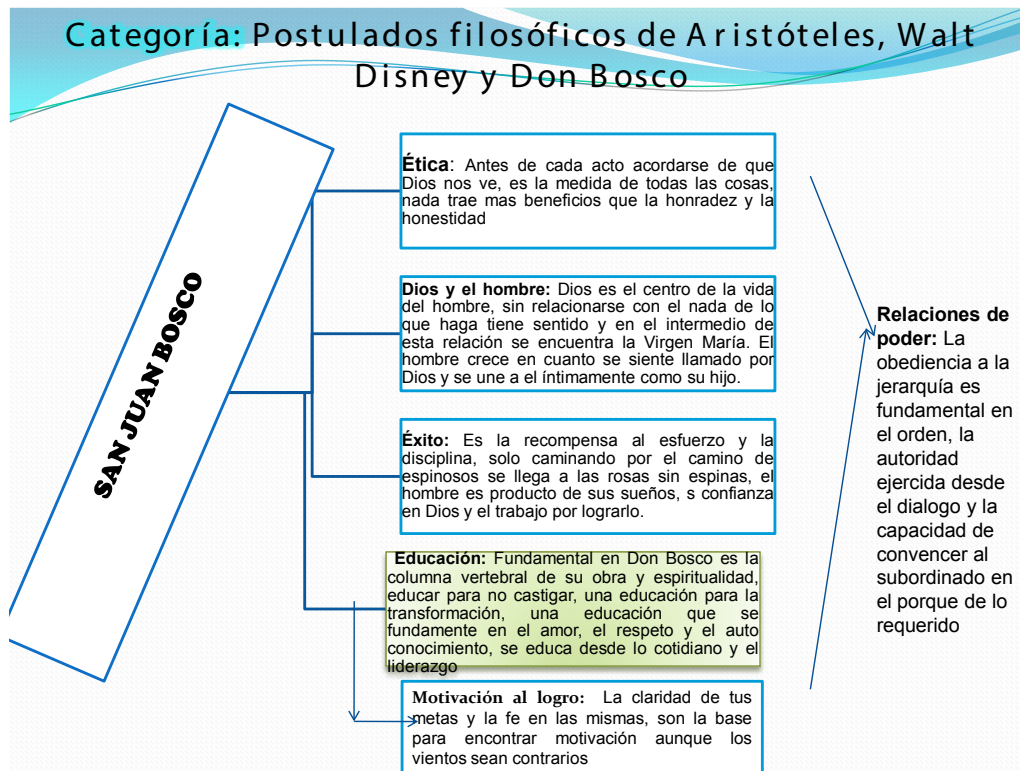 Categoría: Postulados filosóficos de Aristóteles, Walt
Disney y Don Bosco
SAN JUAN BOSCO
Ética: Antes de cada acto acordarse de que
Dios nos ve, es la medida de todas las cosas,
nada trae mas beneficios que la honradez y la
honestidad
Dios y el hombre: Dios es el centro de la vida
del hombre, sin relacionarse con el nada de lo
que haga tiene sentido y en el intermedio de
esta relación se encuentra la Virgen María. El
hombre crece en cuanto se siente llamado por
Dios y se une a el íntimamente como su hijo.
Éxito: Es la recompensa al esfuerzo y la
disciplina, solo caminando por el camino de
espinosos se llega a las rosas sin espinas, el
hombre es producto de sus sueños, s confianza
en Dios y el trabajo por lograrlo.
Educación: Fundamental en Don Bosco es la
columna vertebral de su obra y espiritualidad,
educar para no castigar, una educación para la
transformación, una educación que se
fundamente en el amor, el respeto y el auto
conocimiento, se educa desde lo cotidiano y el
liderazgo
Motivación al logro: La claridad de tus
metas y la fe en las mismas, son la base
para encontrar motivación aunque los
vientos sean contrarios
Relaciones de
poder: La
obediencia a la
jerarquía es
fundamental en
el orden, la
autoridad
ejercida desde
el dialogo y la
capacidad de
convencer al
subordinado en
el porque de lo
requerido